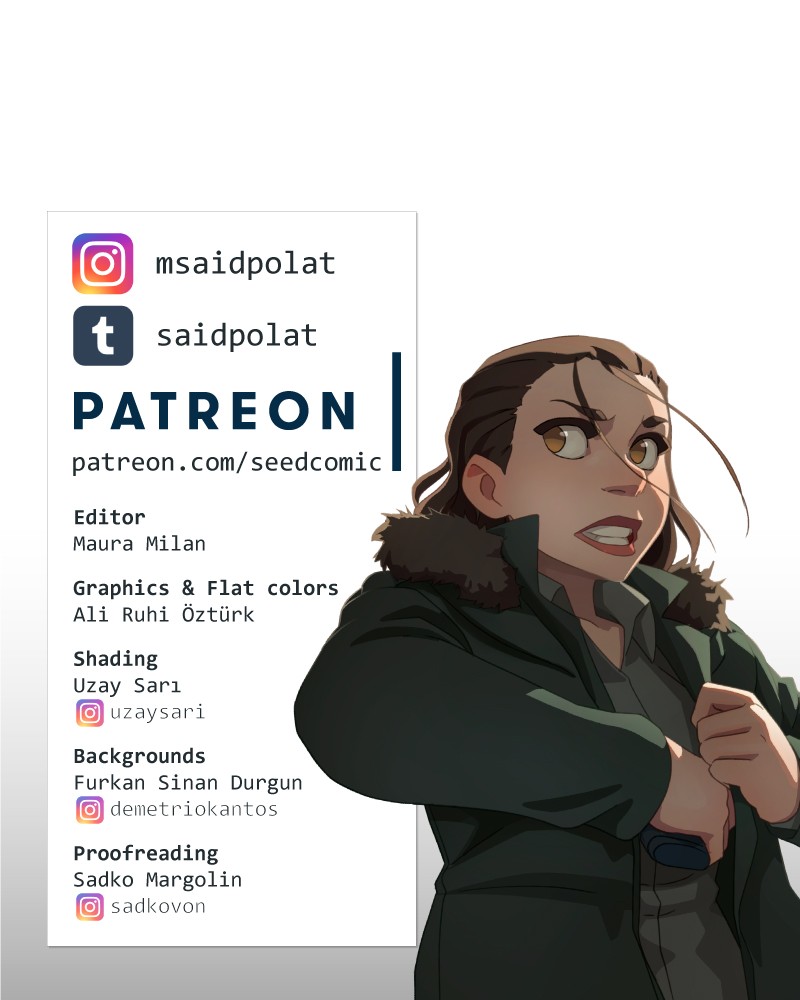 msaidpolat
saidpolat
PATREON
patreon.com/seedcomic
Editor
Maura Milan
Graphics & Flat colors
Ali Ruhi Öztürk
Shading
Uzay Sarı
uzaysari
Backgrounds
Furkan Sinan Durgun
demetriokantos
Proofreading
Sadko Margolin
sadkovon